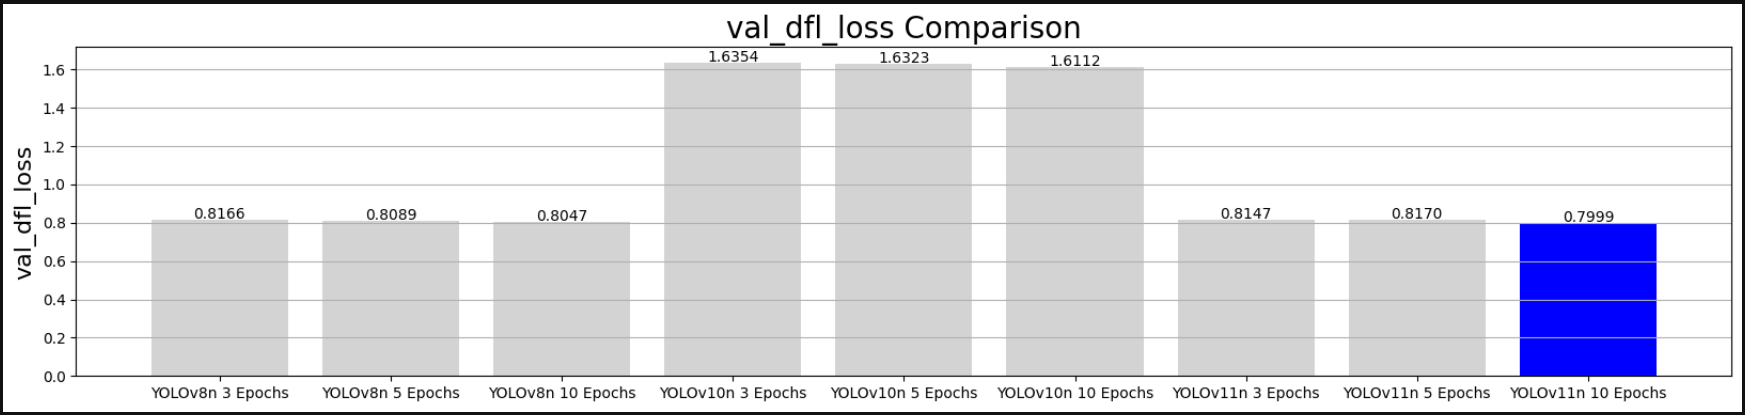 val_dfl_loss Comparison
val_dfl_loss
1.6
1.4
1.2
1.0
0.8
0.6
0.4
0.2
0.0
0.8166
0.8089
0.8047
1.6354
1.6323
1.6112
0.8147
0.8170
0.7999
YOLOv8n 3 Epochs
YOLOv8n 5 Epochs
YOLOv8n 10 Epochs
YOLOv10n 3 Epochs
YOLOv10n 5 Epochs
YOLOv10n 10 Epochs
YOLOv11n 3 Epochs
YOLOv11n 5 Epochs
YOLOv11n 10 Epochs